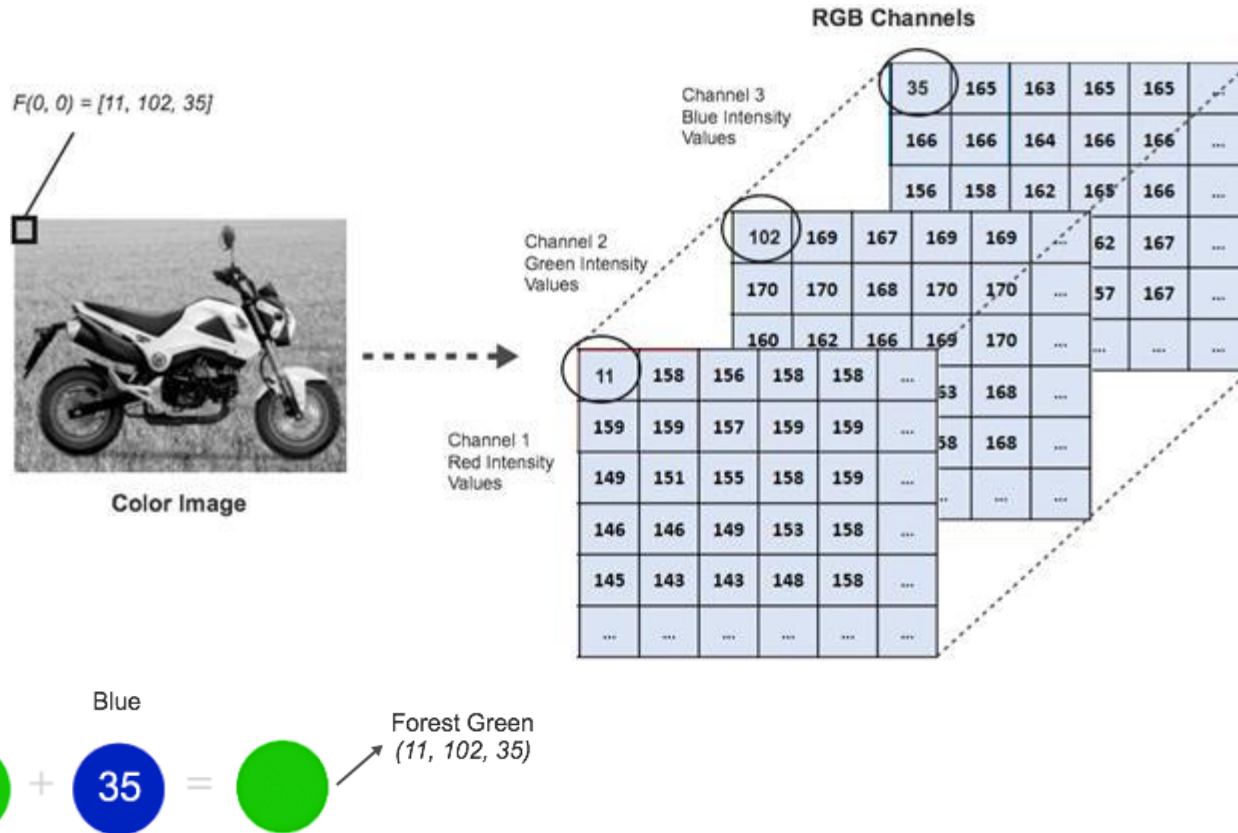 RGB Channels
F(0, 0) = [11, 102, 35]
Channel 3
Blue Intensity
Values
35 165 163 165 165 ...
166 166 164 166 166 ...
156 158 162 165 166 ...
62 167 ...
57 167 ...
... ... ...
Channel 2
Green Intensity
Values
102 169 167 169 169 ...
170 170 168 170 170 ...
160 162 166 169 170 ...
63 168 ...
58 168 ...
... ... ...
Channel 1
Red Intensity
Values
11 158 156 158 158 ...
159 159 157 159 159 ...
149 151 155 158 159 ...
146 146 149 153 158 ...
145 143 143 148 158 ...
... ... ... ... ... ...
Color Image
Blue
+ 35 =
Forest Green
(11, 102, 35)